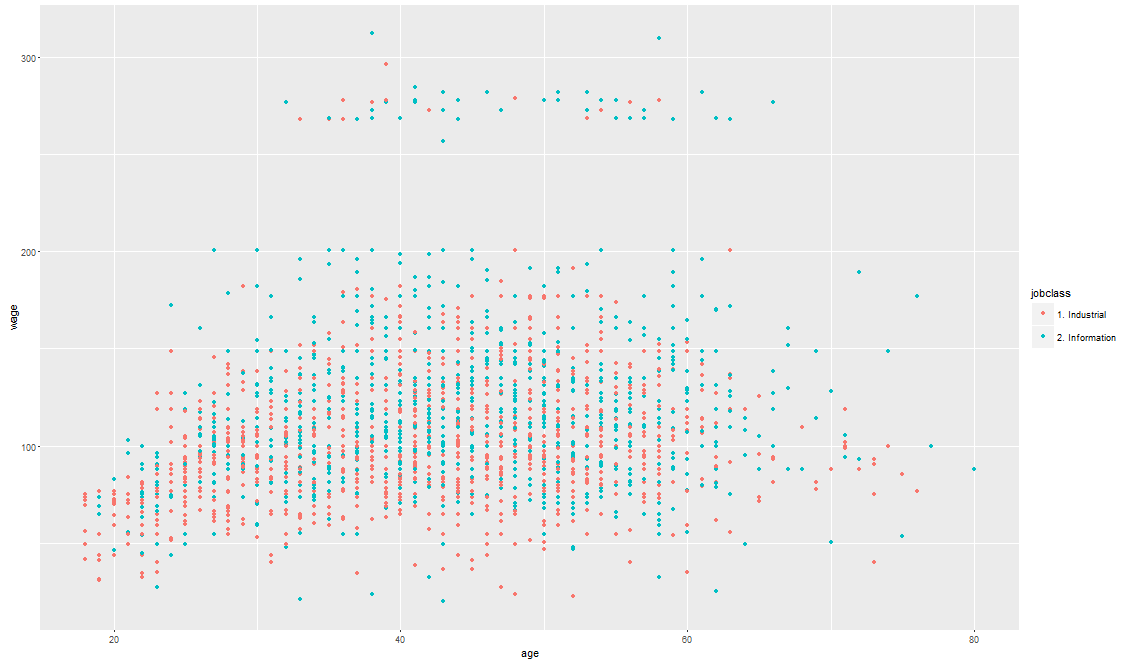 300
200
100
wage
20
40
60
80
age
jobclass
1. Industrial
2. Information